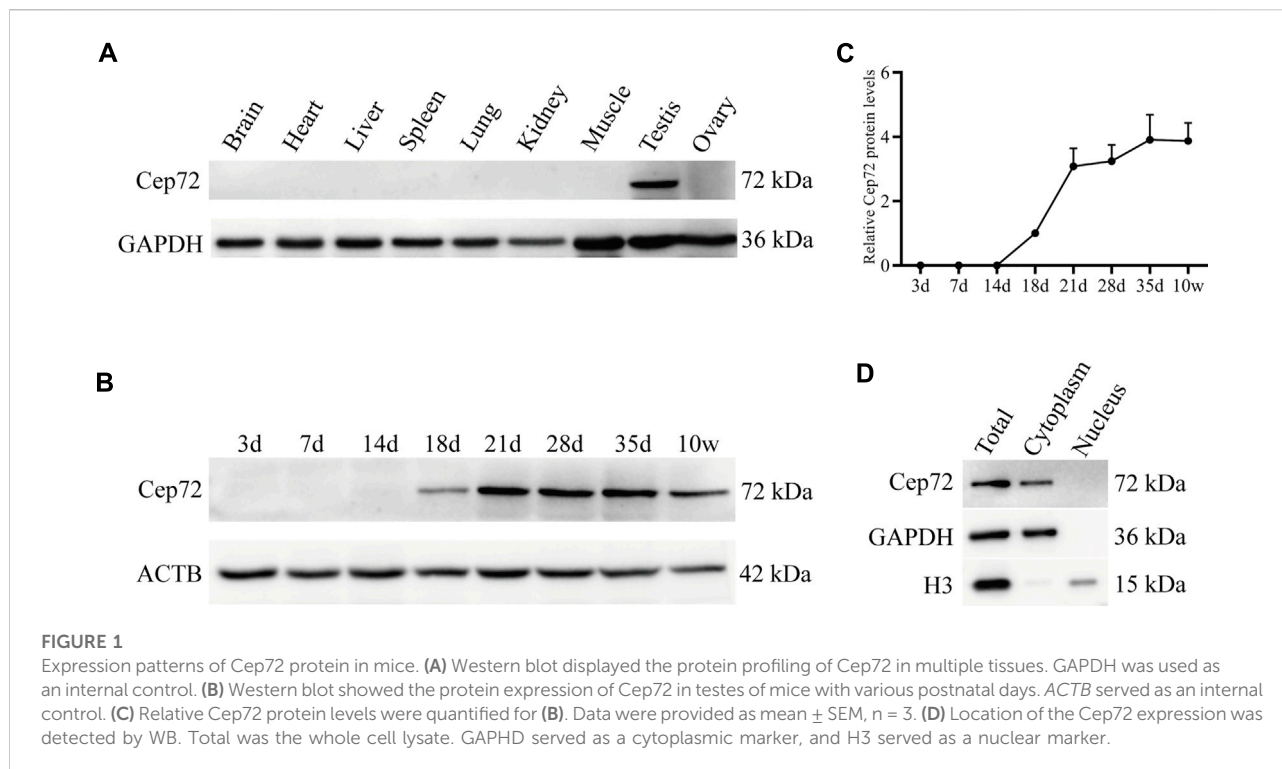 A
Brain Heart Liver Spleen Lung Kidney Muscle Testis Ovary
Cep72 72 kDa
GAPDH 36 kDa
C
Relative Cep72 protein levels
6
4
2
0
3d 7d 14d 18d 21d 28d 35d 10w
B
3d 7d 14d 18d 21d 28d 35d 10w
Cep72 72 kDa
ACTB 42 kDa
D
Total Cytoplasm Nucleus
Cep72 72 kDa
GAPDH 36 kDa
H3 15 kDa
FIGURE 1
Expression patterns of Cep72 protein in mice. (A) Western blot displayed the protein profiling of Cep72 in multiple tissues. GAPDH was used as
an internal control. (B) Western blot showed the protein expression of Cep72 in testes of mice with various postnatal days. ACTB served as an internal
control. (C) Relative Cep72 protein levels were quantified for (B). Data were provided as mean ± SEM, n = 3. (D) Location of the Cep72 expression was
detected by WB. Total was the whole cell lysate. GAPHD served as a cytoplasmic marker, and H3 served as a nuclear marker.